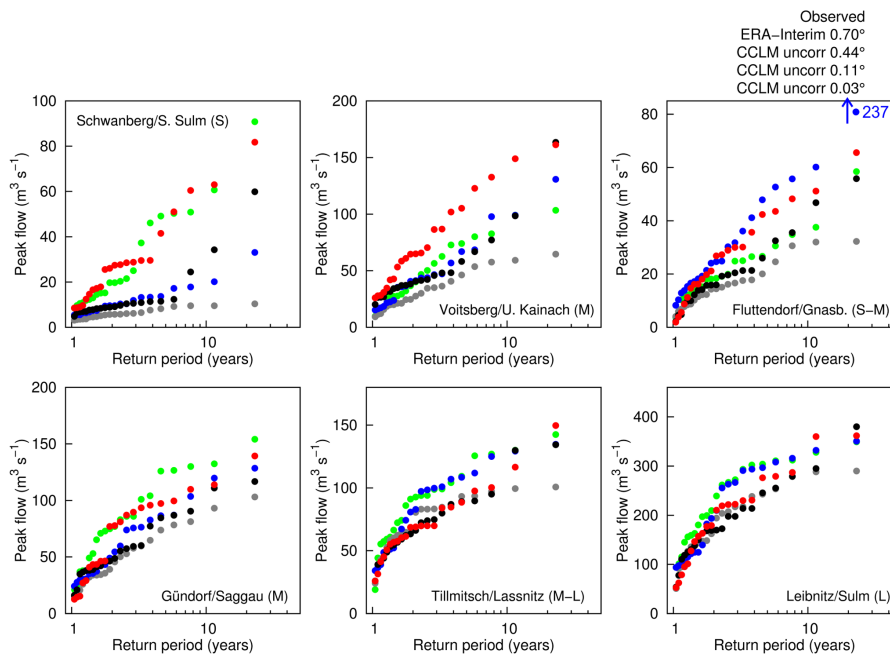 Observed
ERA−Interim 0.70°
CCLM uncorr 0.44°
CCLM uncorr 0.11°
CCLM uncorr 0.03°
100
80
60
40
20
0
Peak flow (m³ s⁻¹)
Schwanberg/S. Sulm (S)
1
10
Return period (years)
200
150
100
50
0
Peak flow (m³ s⁻¹)
Voitsberg/U. Kainach (M)
1
10
Return period (years)
80
60
40
20
0
Peak flow (m³ s⁻¹)
237
Fluttendorf/Gnasb. (S−M)
1
10
Return period (years)
200
150
100
50
0
Peak flow (m³ s⁻¹)
Gündorf/Saggau (M)
1
10
Return period (years)
150
100
50
0
Peak flow (m³ s⁻¹)
Tillmitsch/Lassnitz (M−L)
1
10
Return period (years)
400
300
200
100
0
Peak flow (m³ s⁻¹)
Leibnitz/Sulm (L)
1
10
Return period (years)